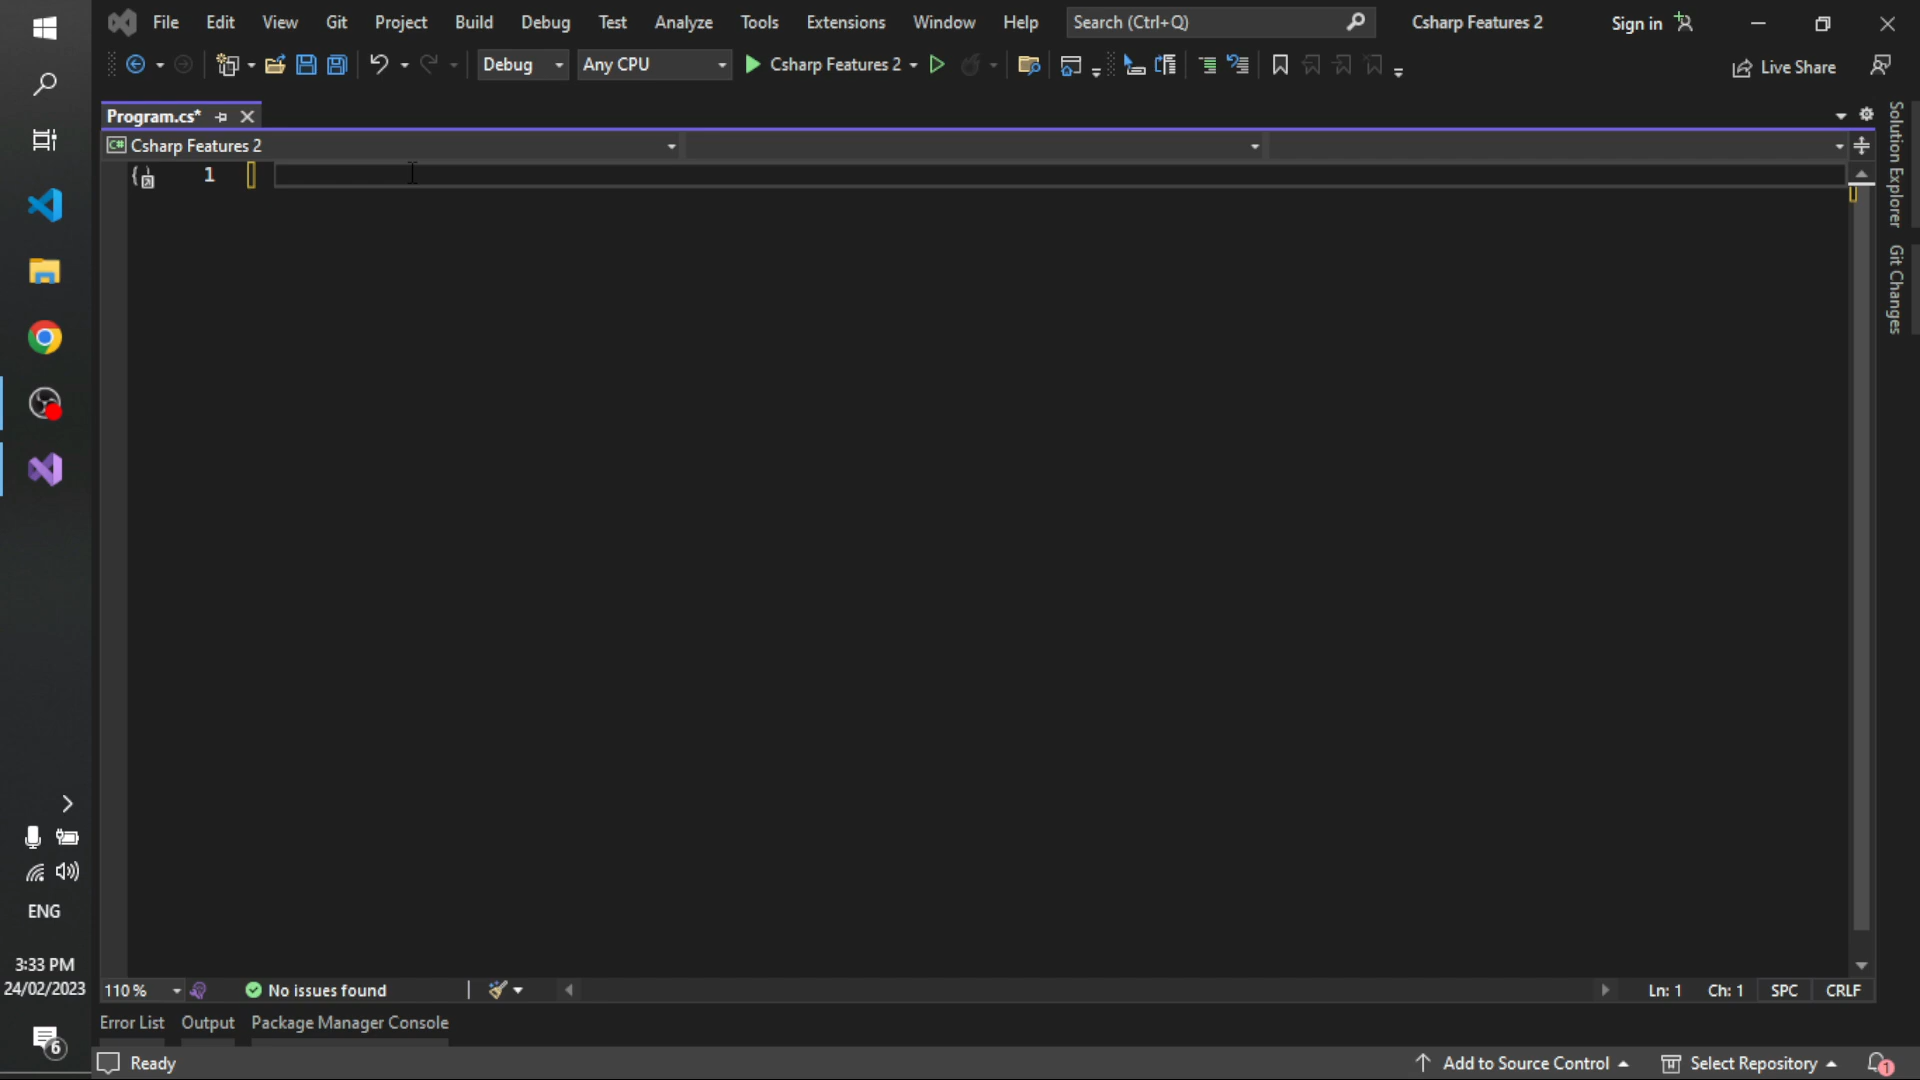 File Edit View Git Project Build Debug Test Analyze Tools Extensions Window Help Search (Ctrl+Q) Csharp Features 2 Sign in
Debug Any CPU Csharp Features 2 Live Share
Program.cs*
C# Csharp Features 2
1
Solution Explorer
Git Changes
ENG
3:33 PM
24/02/2023
6
110 % No issues found Ln: 1 Ch: 1 SPC CRLF
Error List Output Package Manager Console
Ready Add to Source Control Select Repository 1